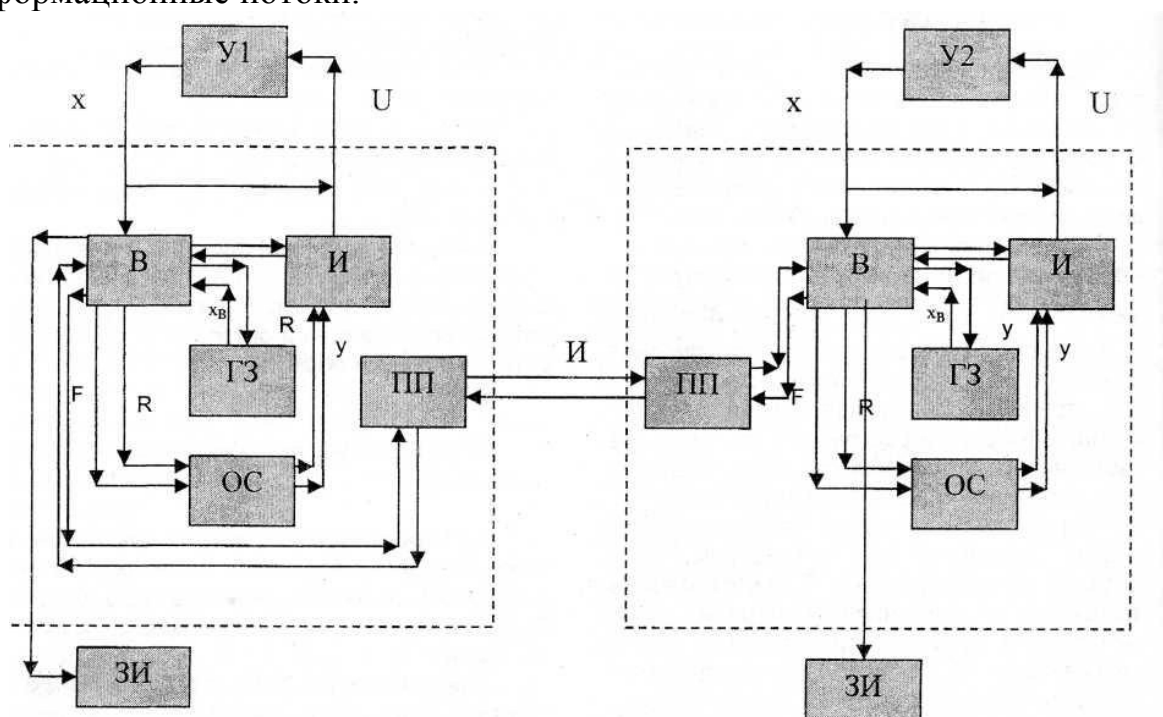 формационные потоки.
У1
У2
x
U
x
U
В
И
В
И
xВ
R
xВ
ГЗ
y
И
ГЗ
y
y
ПП
ПП
F
R
F
R
ОС
ОС
ЗИ
ЗИ